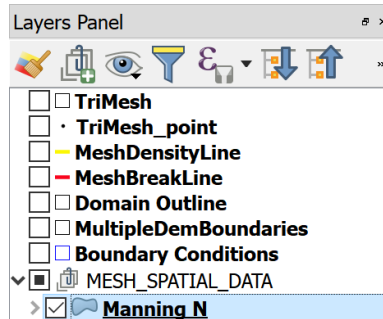 Layers Panel
TriMesh
TriMesh_point
MeshDensityLine
MeshBreakLine
Domain Outline
MultipleDemBoundaries
Boundary Conditions
MESH_SPATIAL_DATA
Manning N